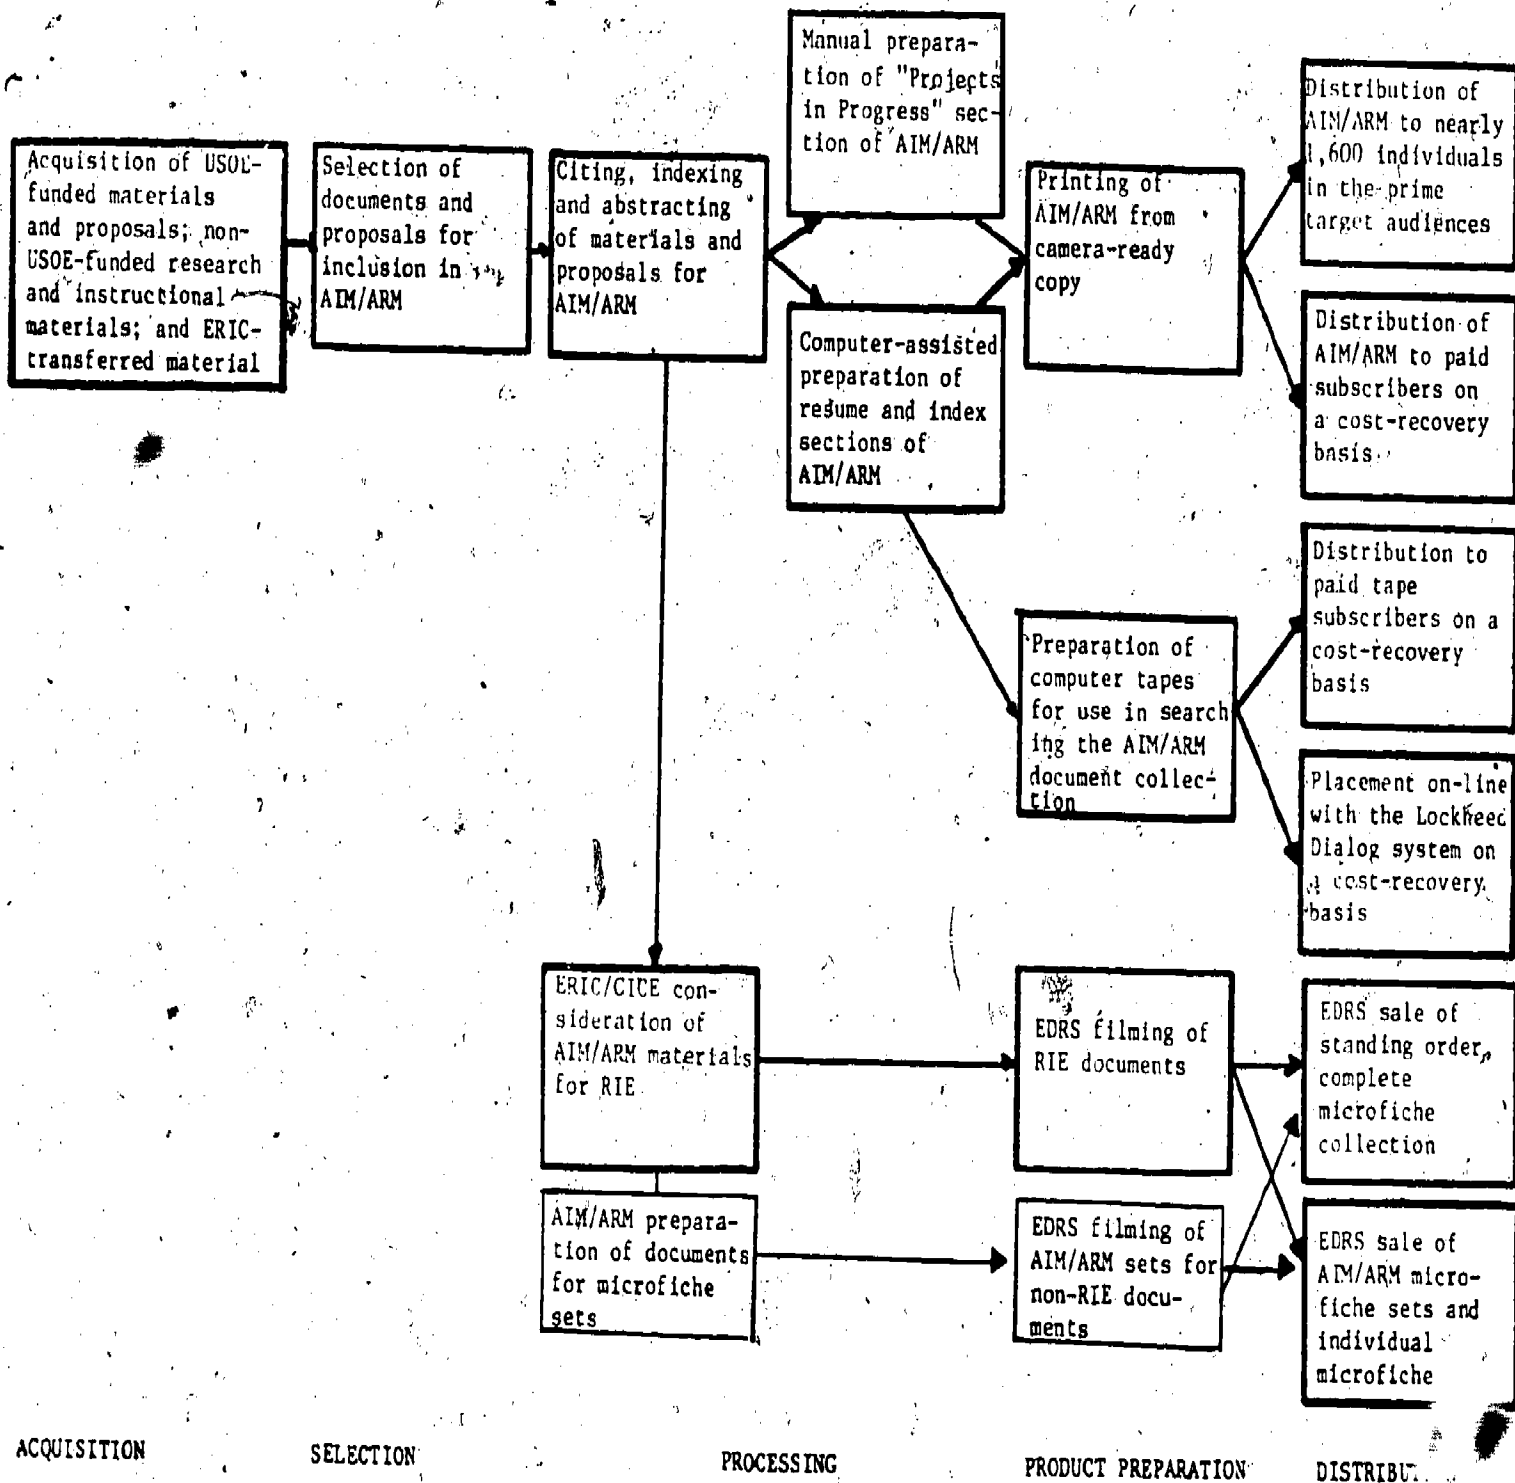 Acquisition of USOE-
funded materials
and proposals; non-
USOE-funded research
and instructional
materials; and ERIC-
transferred material
Selection of
documents and
proposals for
inclusion in
AIM/ARM
Citing, indexing
and abstracting
of materials and
proposals for
AIM/ARM
Manual prepara-
tion of "Projects
in Progress" sec-
tion of AIM/ARM
Computer-assisted
preparation of
resume and index
sections of
AIM/ARM
Printing of
AIM/ARM from
camera-ready
copy
Distribution of
AIM/ARM to nearly
1,600 individuals
in the prime
target audiences
Distribution of
AIM/ARM to paid
subscribers on
a cost-recovery
basis
Preparation of
computer tapes
for use in search
ing the AIM/ARM
document collec-
tion
Distribution to
paid tape
subscribers on a
cost-recovery
basis
Placement on-line
with the Lockheed
Dialog system on
a cost-recovery
basis
ERIC/CICE con-
sideration of
AIM/ARM materials
for RIE
EDRS filming of
RIE documents
EDRS sale of
standing order,
complete
microfiche
collection
AIM/ARM prepara-
tion of documents
for microfiche
sets
EDRS filming of
AIM/ARM sets for
non-RIE docu-
ments
EDRS sale of
AIM/ARM micro-
fiche sets and
individual
microfiche
ACQUISITION
SELECTION
PROCESSING
PRODUCT PREPARATION
DISTRIBUT